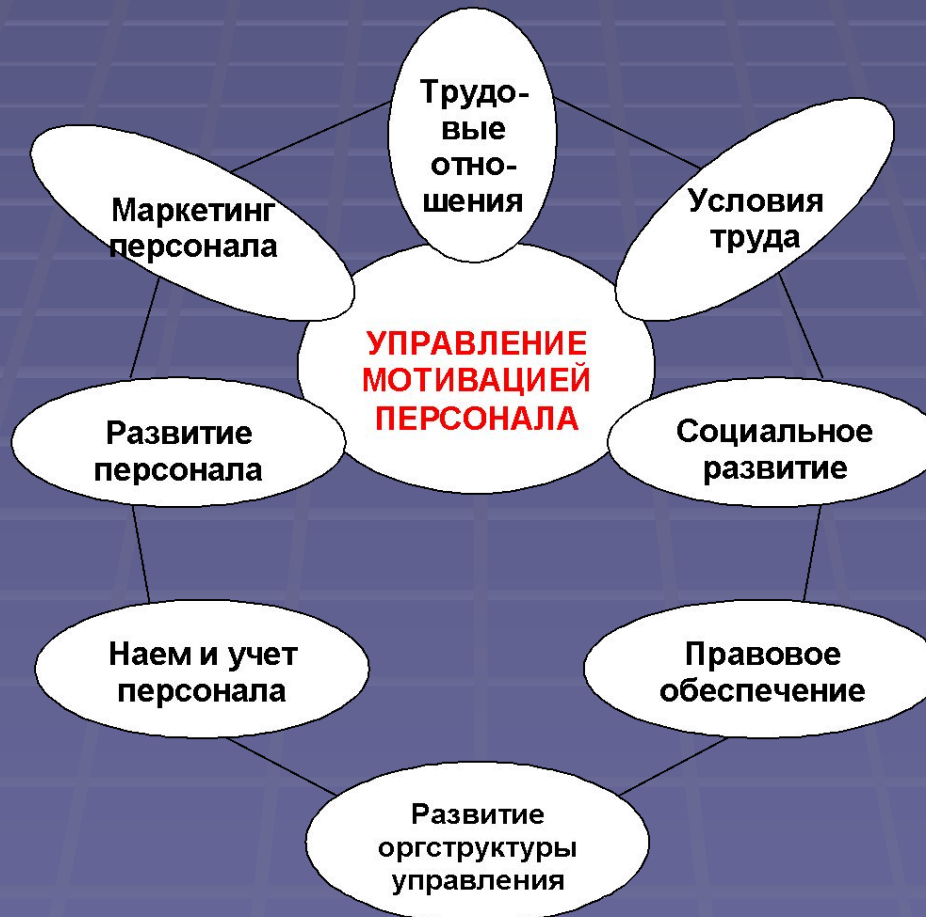 Трудо-
вые
отно-
шения
Маркетинг
персонала
Условия
труда
УПРАВЛЕНИЕ
МОТИВАЦИЕЙ
ПЕРСОНАЛА
Развитие
персонала
Социальное
развитие
Наем и учет
персонала
Правовое
обеспечение
Развитие
оргструктуры
управления